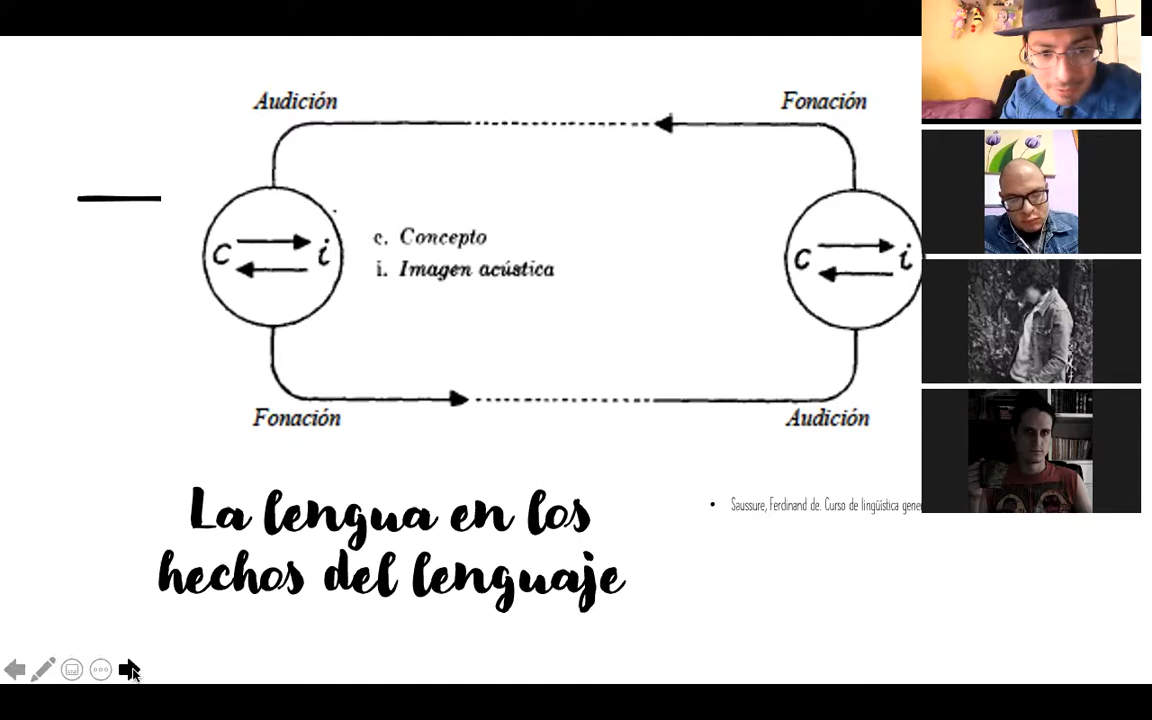 Audición
Fonación
c
i
c. Concepto
i. Imagen acústica
c
i
Fonación
Audición
La lengua en los
hechos del lenguaje
• Saussure, Ferdinand de. Curso de lingüística gene